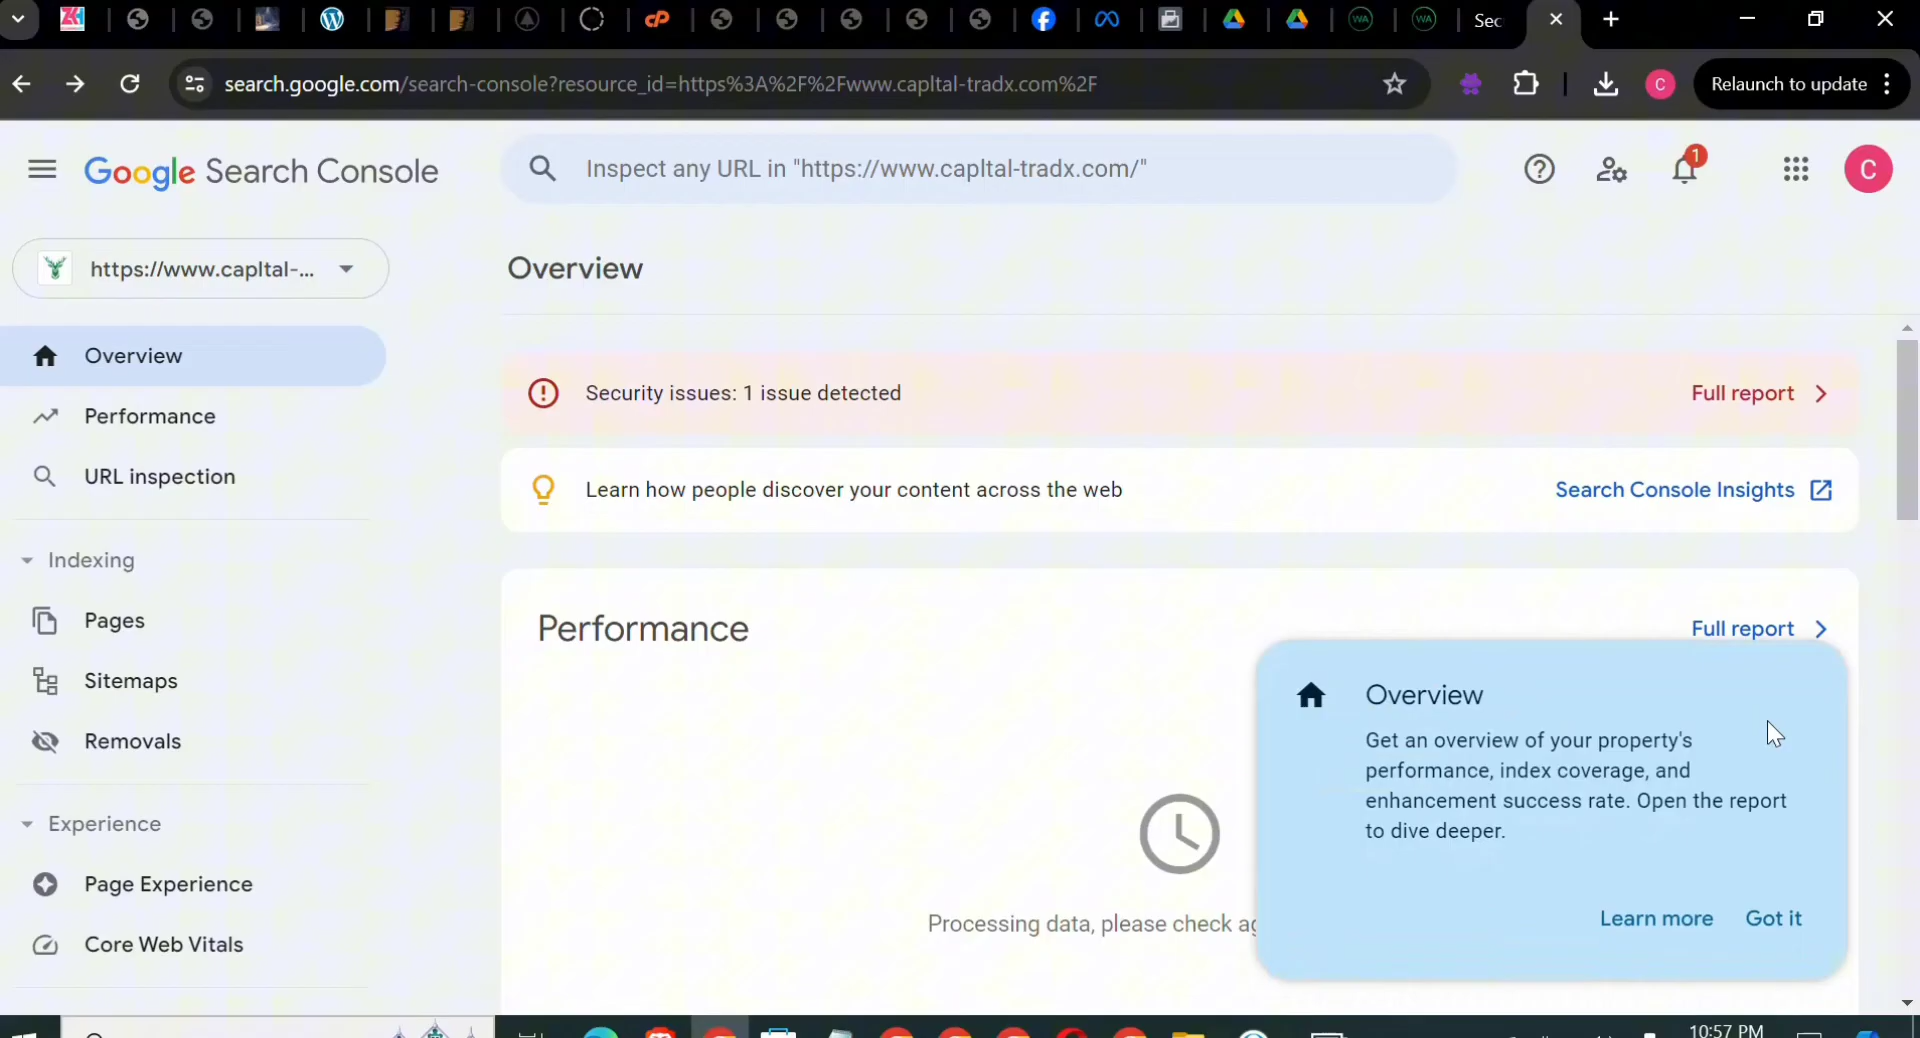 Sec
search.google.com/search-console?resource_id=https%3A%2F%2Fwww.capltal-tradx.com%2F
C
Relaunch to update
Google Search Console
Inspect any URL in "https://www.capltal-tradx.com/"
1
C
https://www.capltal-...
Overview
Overview
Security issues: 1 issue detected
Full report
Performance
URL inspection
Learn how people discover your content across the web
Search Console Insights
Indexing
Pages
Sitemaps
Removals
Performance
Full report
Overview
Get an overview of your property's
performance, index coverage, and
enhancement success rate. Open the report
to dive deeper.
Learn more
Got it
Processing data, please check ag
Experience
Page Experience
Core Web Vitals
10:57 PM